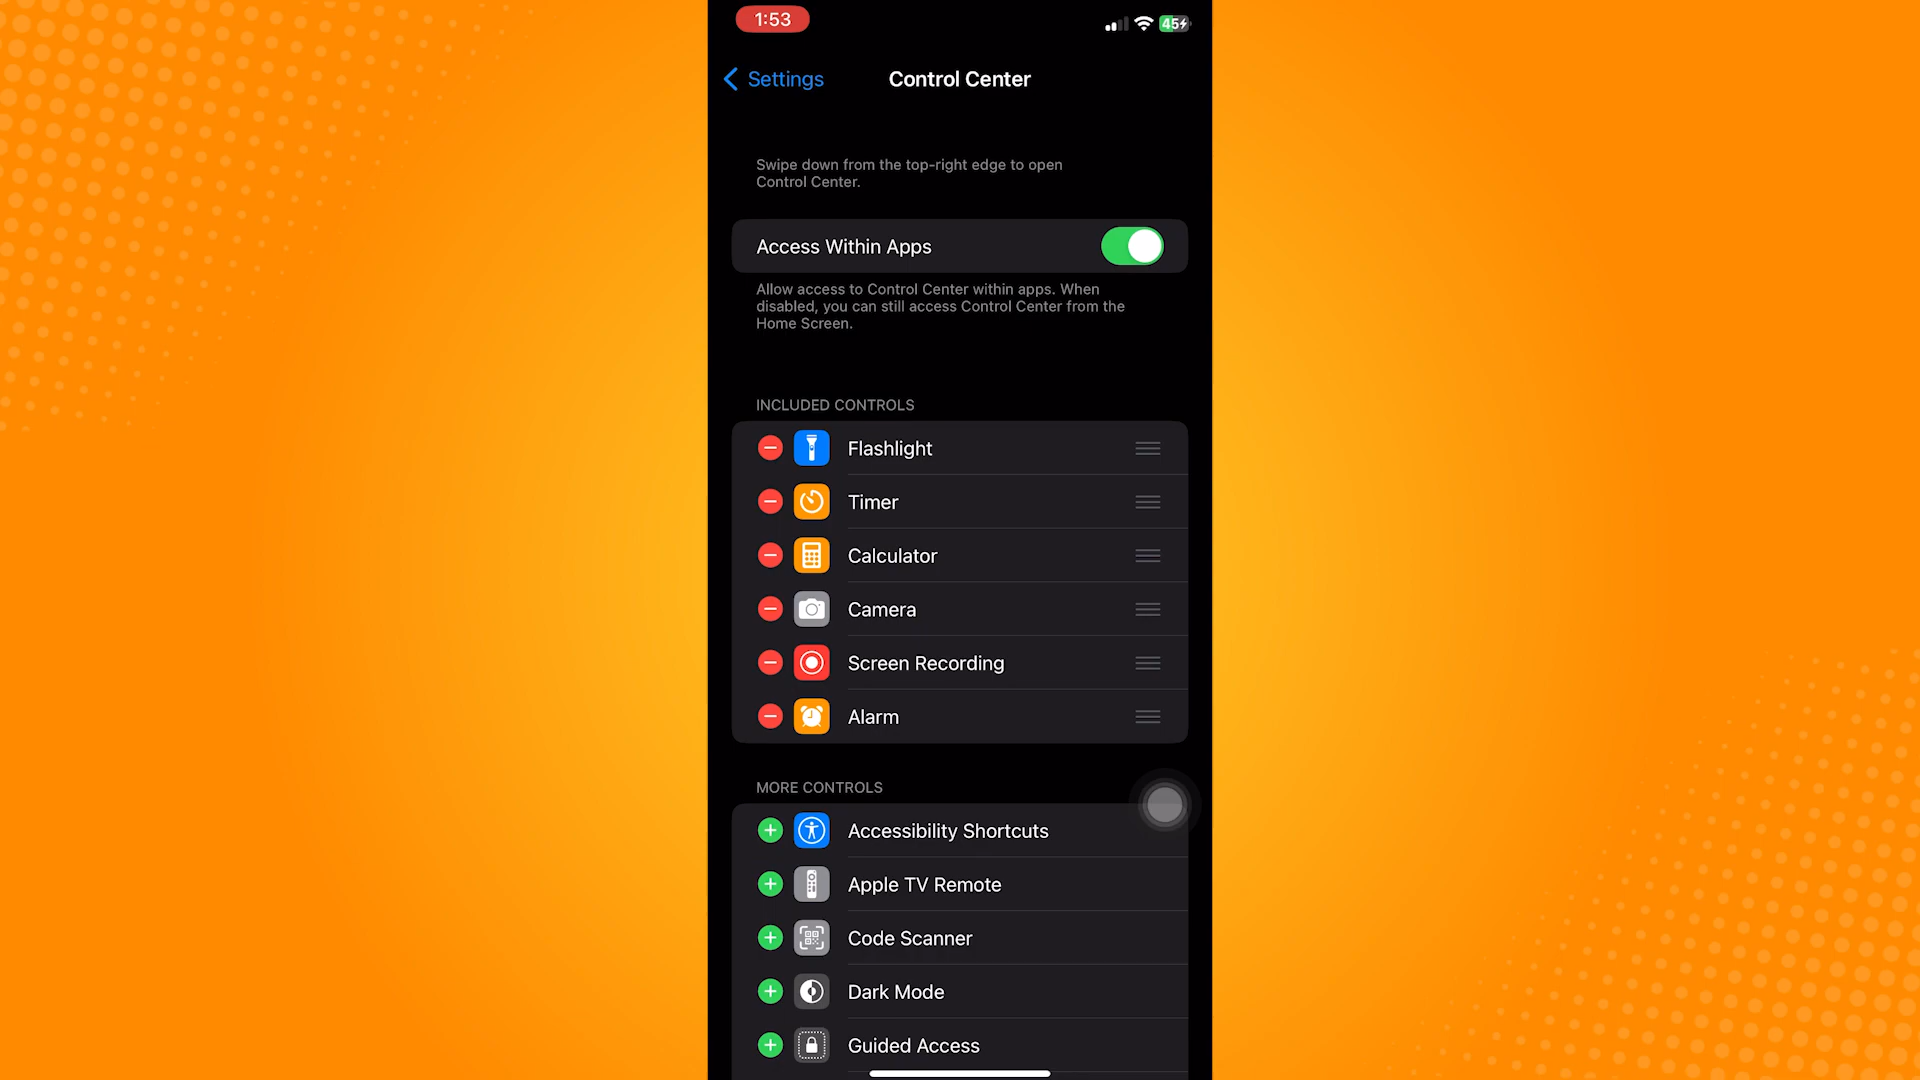 1:53
45
Settings
Control Center
Swipe down from the top-right edge to open
Control Center.
Access Within Apps
Allow access to Control Center within apps. When
disabled, you can still access Control Center from the
Home Screen.
INCLUDED CONTROLS
Flashlight
Timer
Calculator
Camera
Screen Recording
Alarm
MORE CONTROLS
Accessibility Shortcuts
Apple TV Remote
Code Scanner
Dark Mode
Guided Access